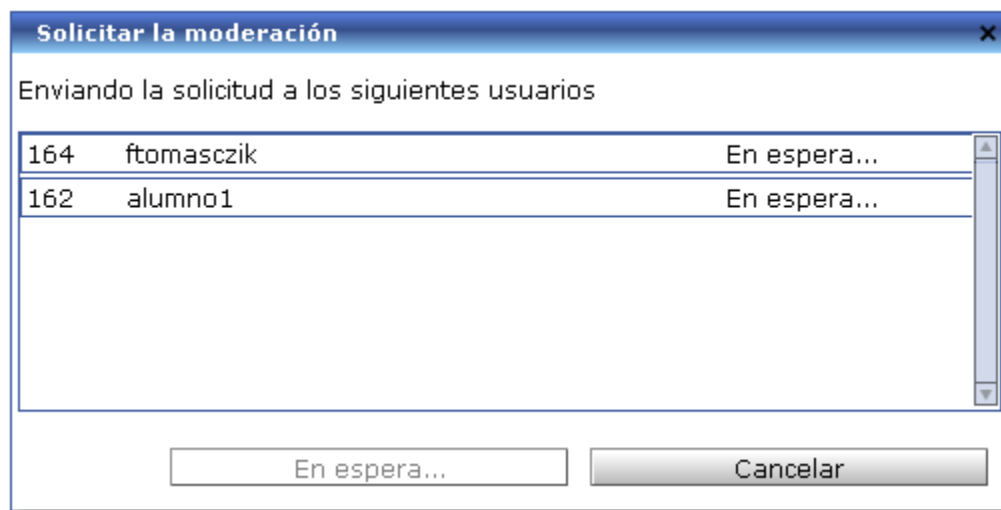 Solicitar la moderación
Enviando la solicitud a los siguientes usuarios
164 ftomasczik En espera...
162 alumno1 En espera...
En espera... Cancelar